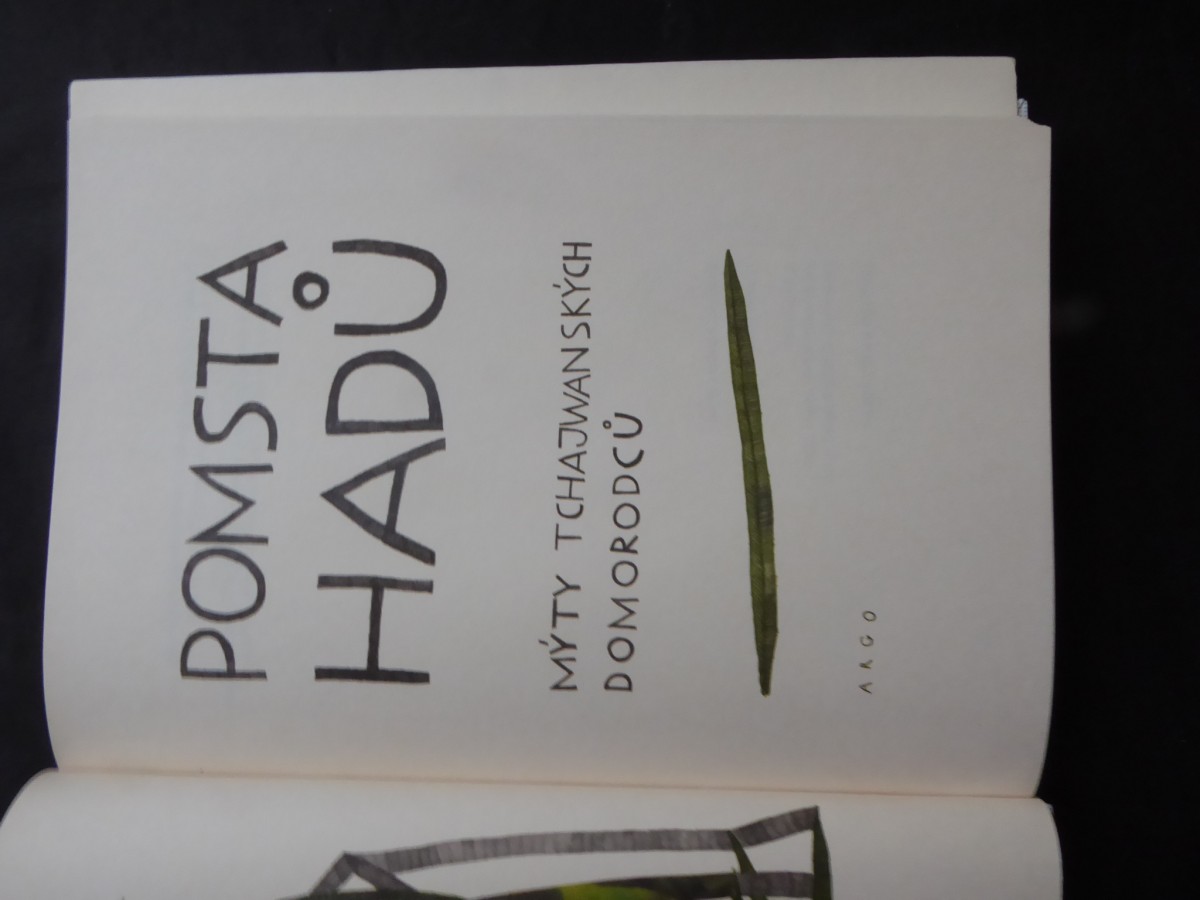 POMSTA
HADŮ
MÝTY TCHAJWANSKÝCH
DOMORODCŮ
ARGO